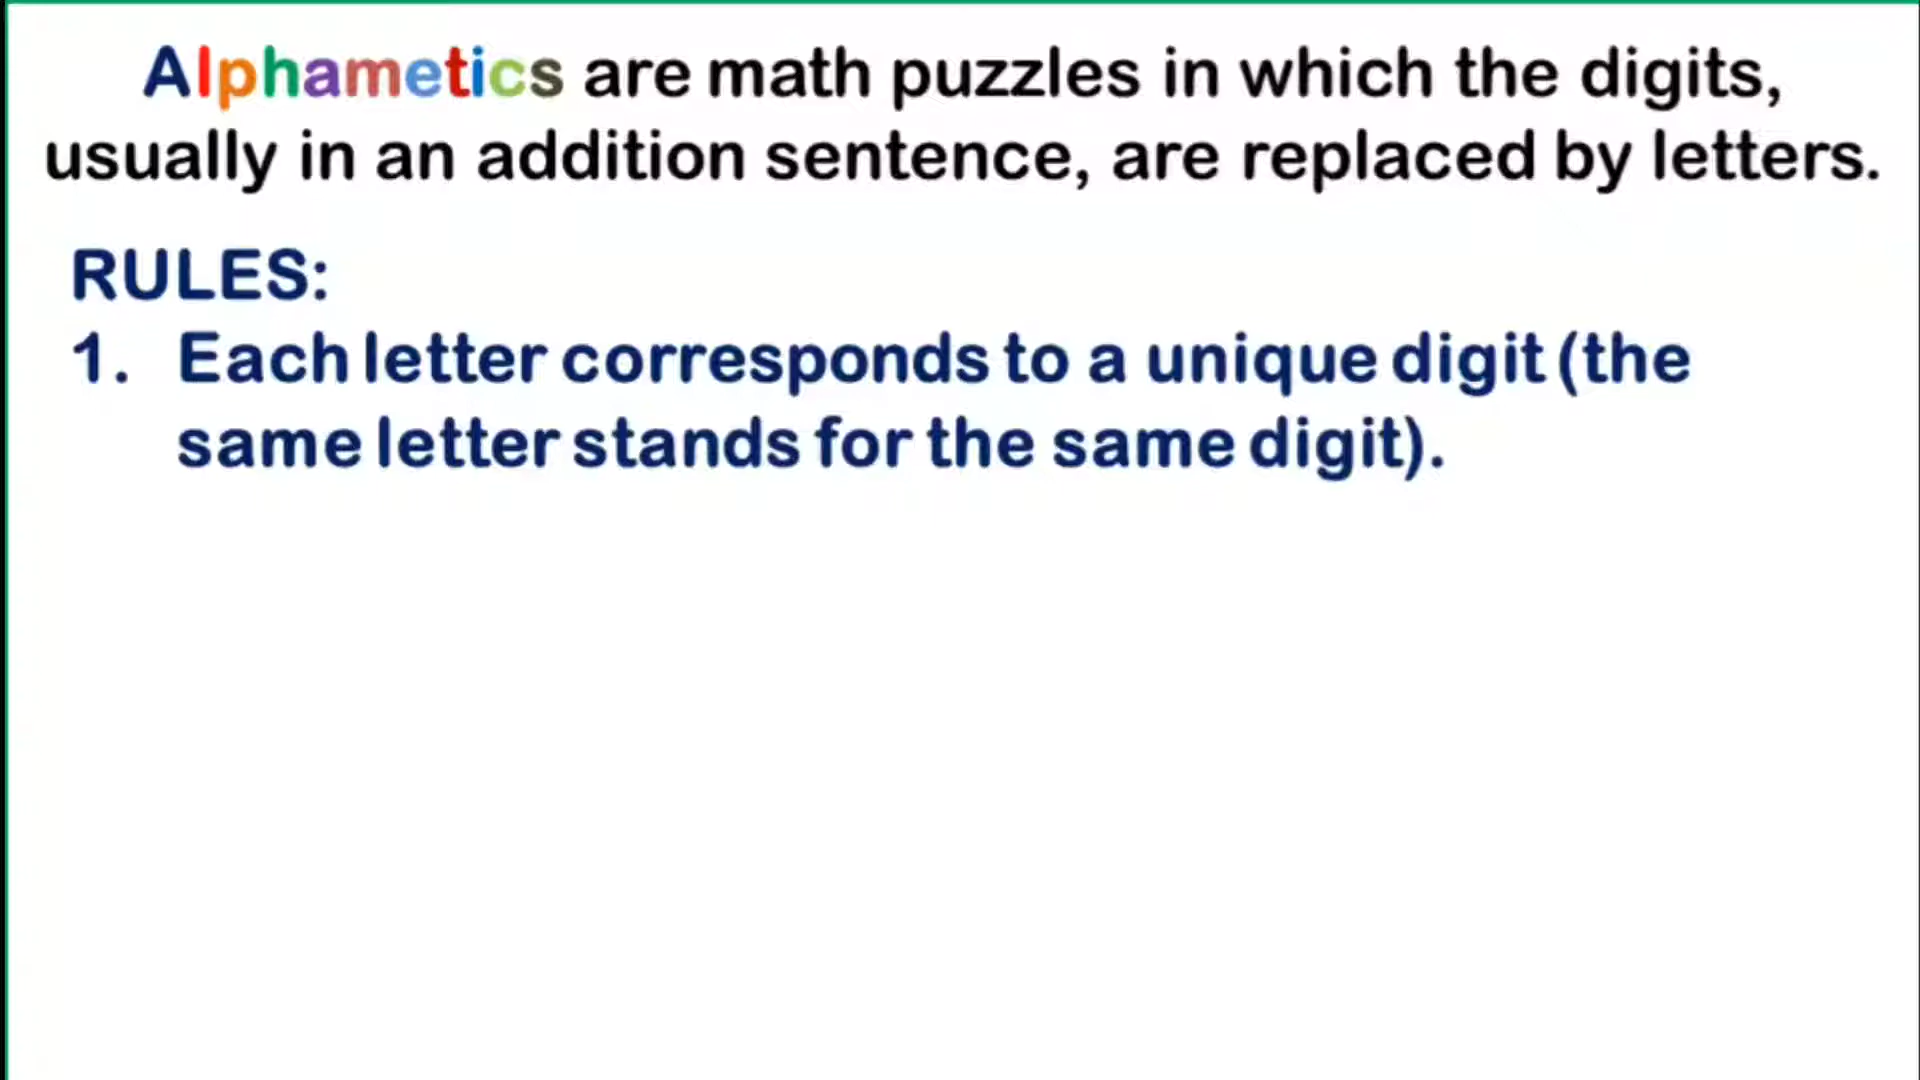 Alphametics are math puzzles in which the digits,
usually in an addition sentence, are replaced by letters.
RULES:
1. Each letter corresponds to a unique digit (the
same letter stands for the same digit).